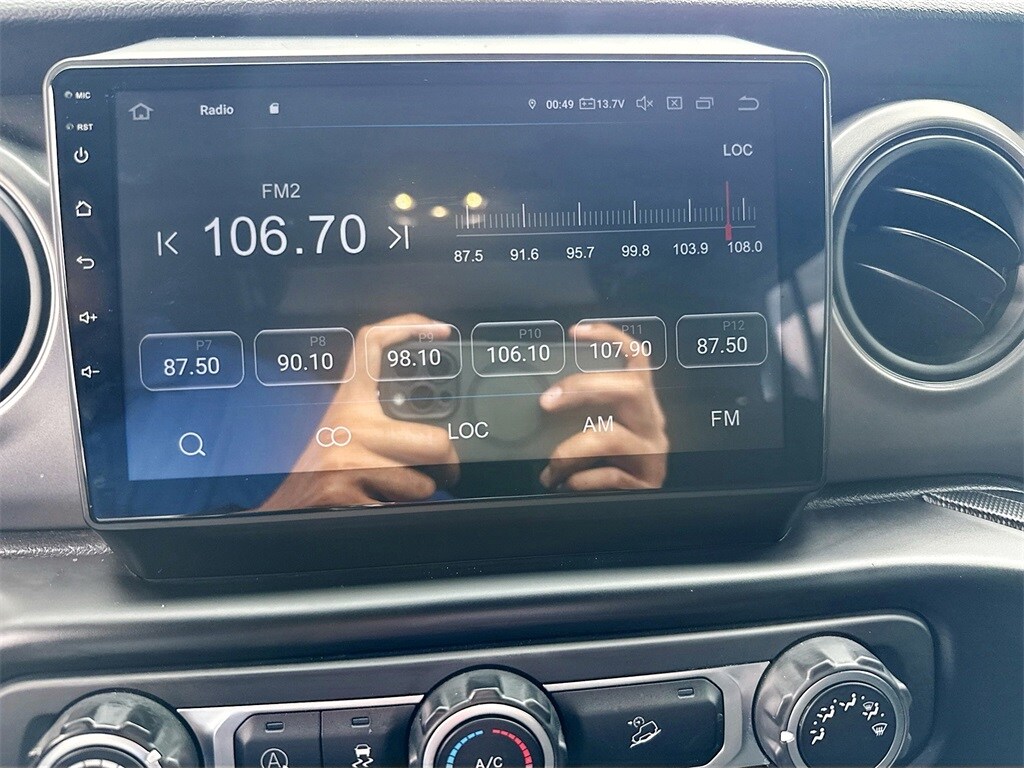 MIC
Radio 00:49 13.7V
RST
LOC
FM2
106.70
87.5 91.6 95.7 99.8 103.9 108.0
P7 P8 P9 P10 P11 P12
87.50 90.10 98.10 106.10 107.90 87.50
LOC AM FM
A
A/C